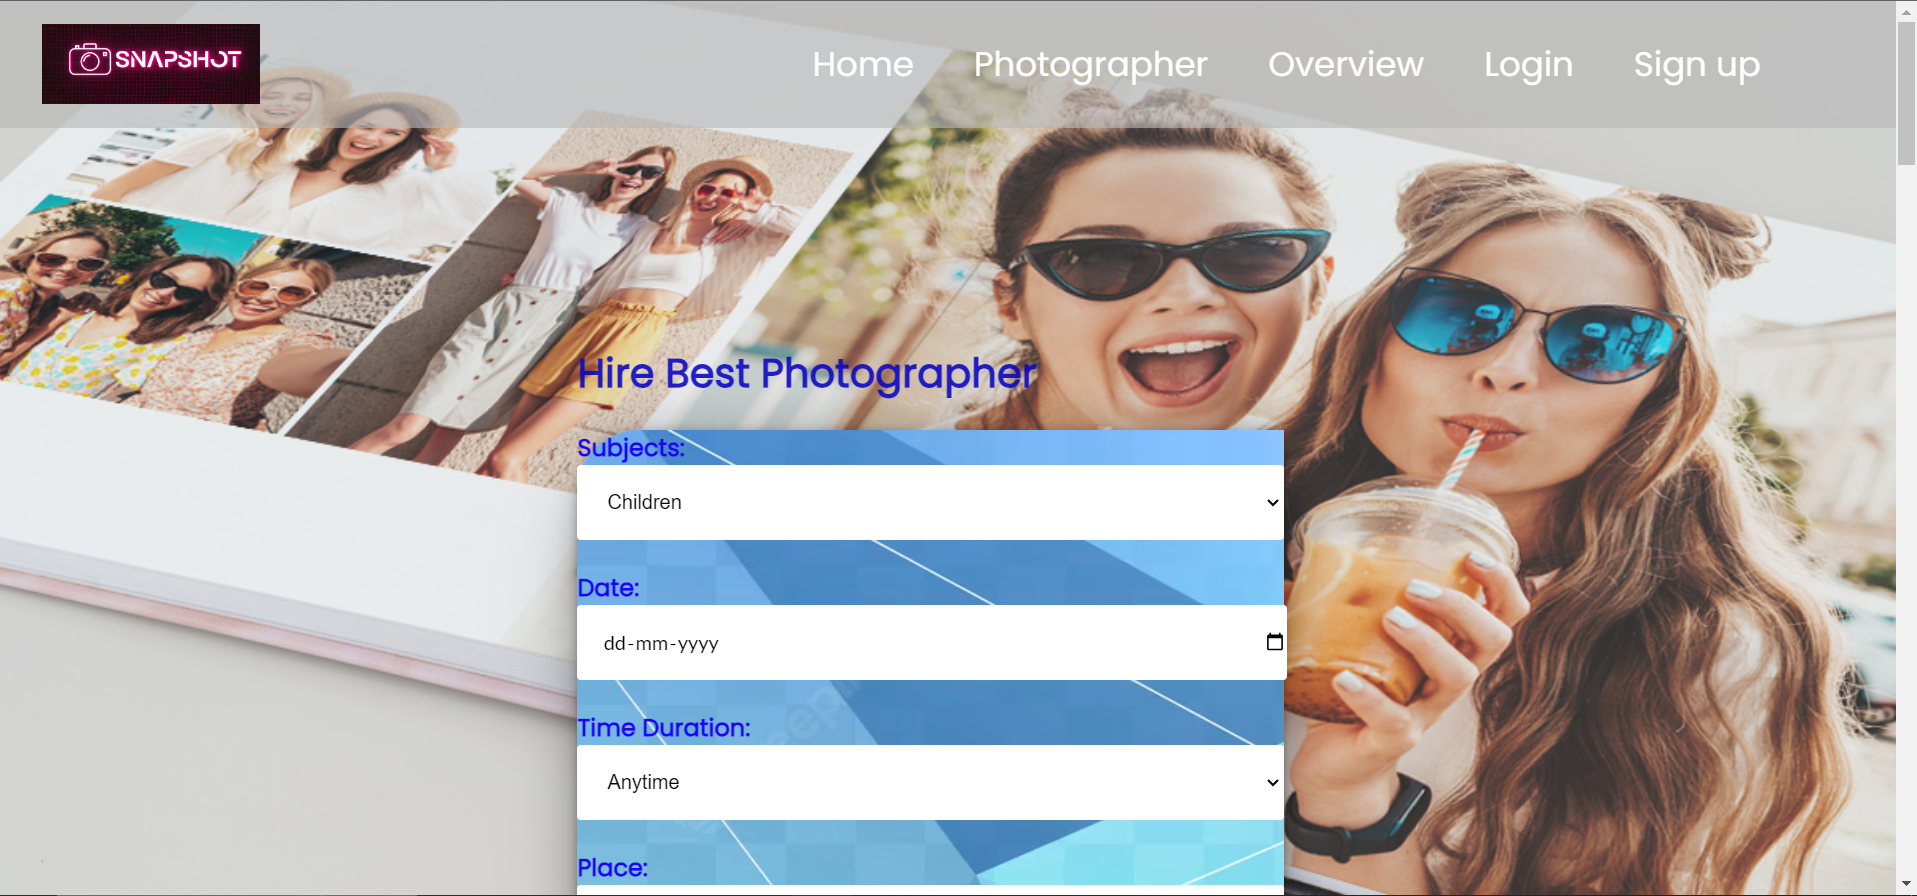 SNAPSHOT
Home Photographer Overview Login Sign up
Hire Best Photographer
Subjects:
Children
Date:
dd-mm-yyyy
Time Duration:
Anytime
Place: